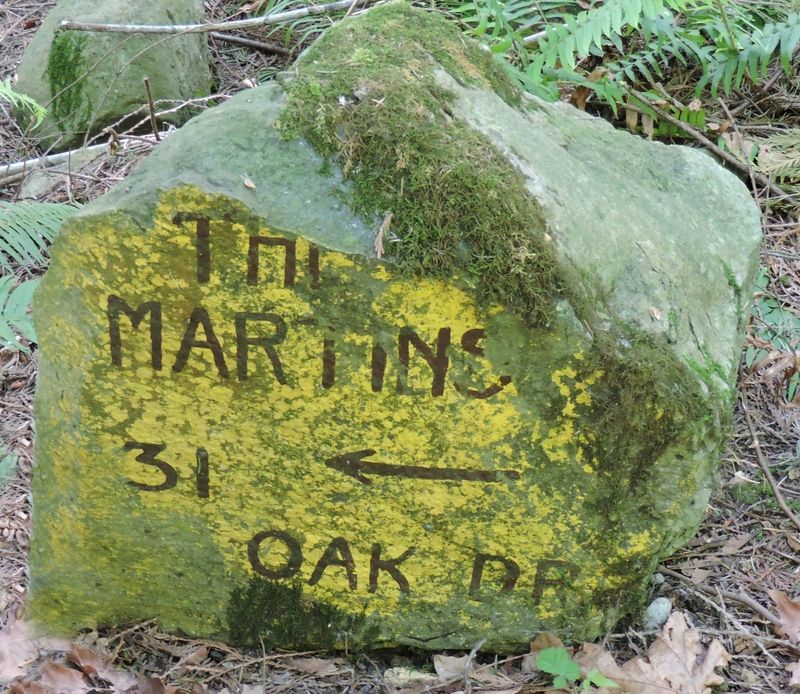 THE
MARTINS
31 ←
OAK DR